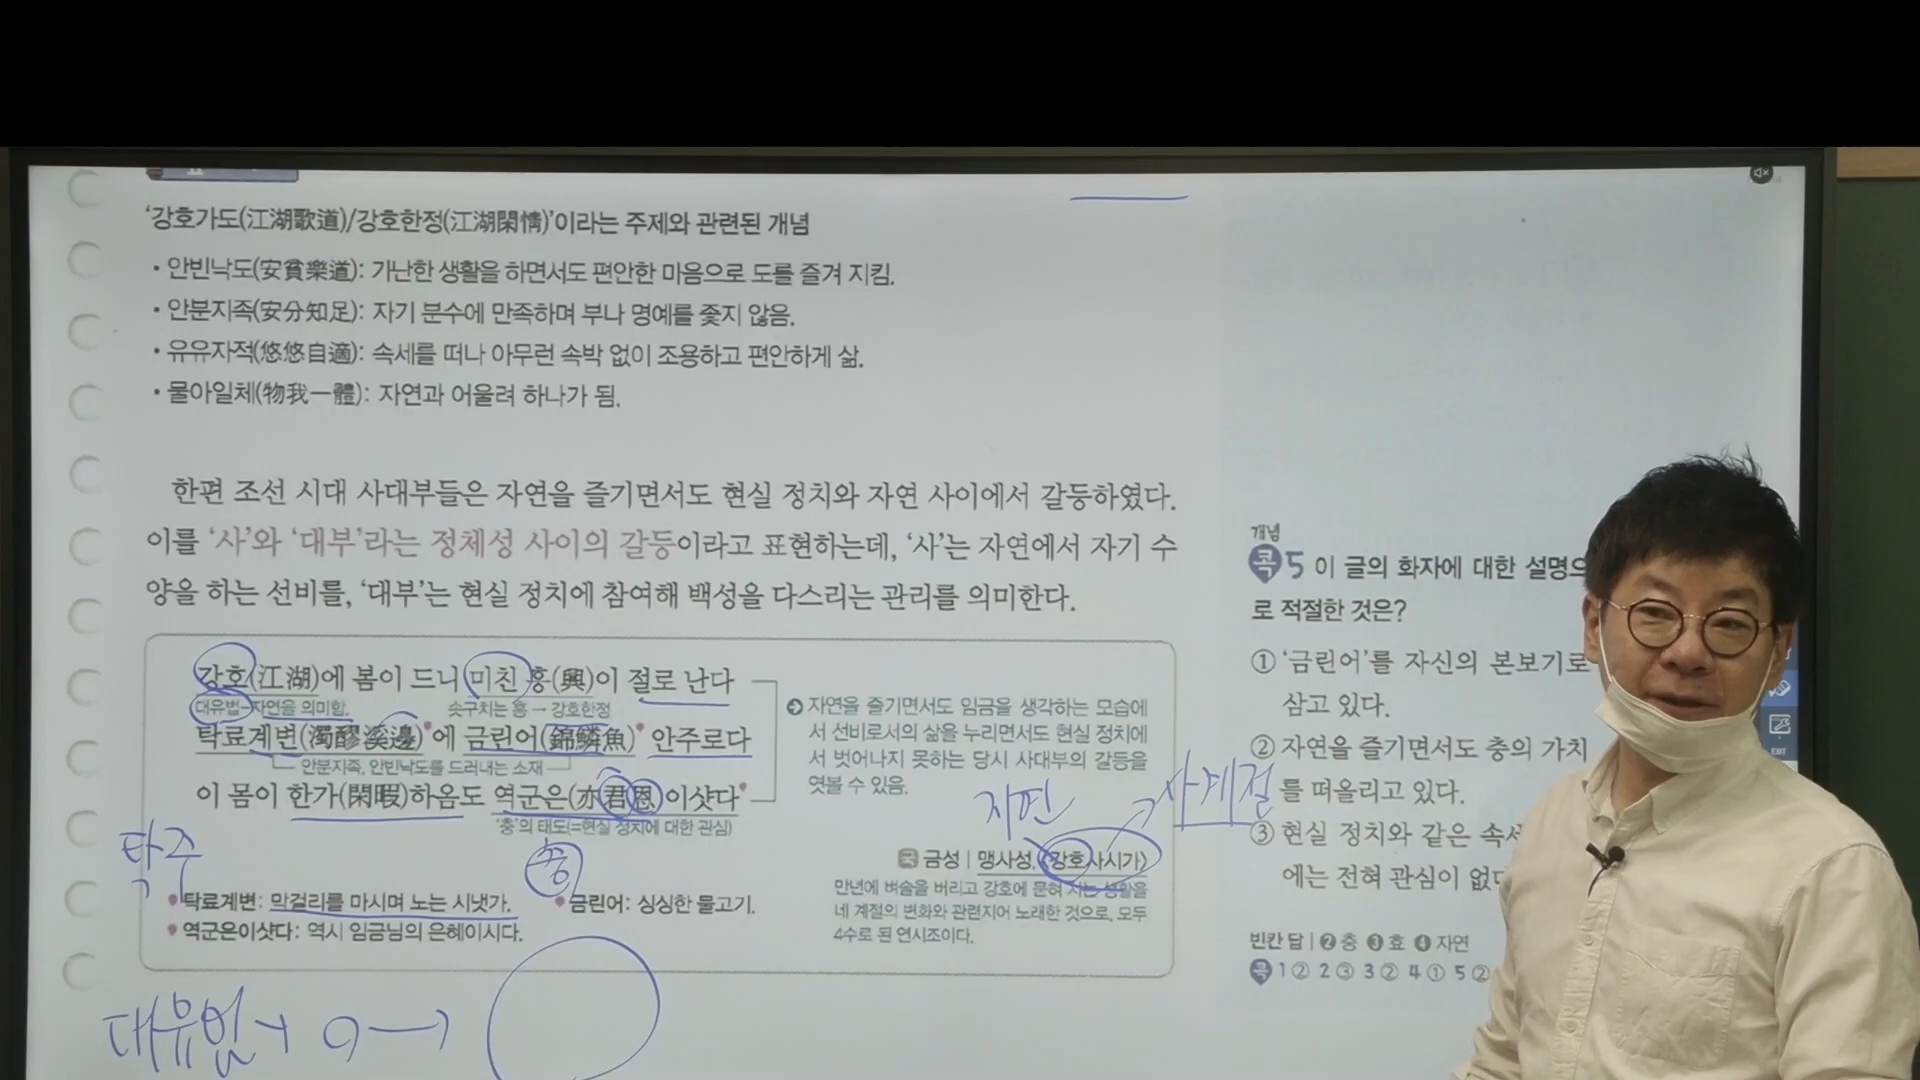 '강호가도(江湖歌道)/강호한정(江湖閑情)'이라는 주제와 관련된 개념
• 안빈낙도(安貧樂道): 가난한 생활을 하면서도 편안한 마음으로 도를 즐겨 지킴.
• 안분지족(安分知足): 자기 분수에 만족하며 부나 명예를 좇지 않음.
• 유유자적(悠悠自適): 속세를 떠나 아무런 속박 없이 조용하고 편안하게 삶.
• 물아일체(物我一體): 자연과 어울려 하나가 됨.
한편 조선 시대 사대부들은 자연을 즐기면서도 현실 정치와 자연 사이에서 갈등하였다.
이를 '사'와 '대부'라는 정체성 사이의 갈등이라고 표현하는데, '사'는 자연에서 자기 수
양을 하는 선비를, '대부'는 현실 정치에 참여해 백성을 다스리는 관리를 의미한다.
강호(江湖)에 봄이 드니 미친 흥(興)이 절로 난다
대유법-자연을 의미함.
솟구치는 흥 → 강호한정
탁료계변(濁醪溪邊)에 금린어(錦鱗魚) 안주로다
안분지족, 안빈낙도를 드러내는 소재
이 몸이 한가(閑暇)하옴도 역군은(亦君恩)이샷다
'충'의 태도(=현실 정치에 대한 관심)
자연을 즐기면서도 임금을 생각하는 모습에
서 선비로서의 삶을 누리면서도 현실 정치에
서 벗어나지 못하는 당시 사대부의 갈등을
엿볼 수 있음.
탁주
충
사계절
국 금성 | 맹사성, 〈강호사시가〉
만년에 벼슬을 버리고 강호에 묻혀 사는 생활을
네 계절의 변화와 관련지어 노래한 것으로, 모두
4수로 된 연시조이다.
탁료계변: 막걸리를 마시며 노는 시냇가.
금린어: 싱싱한 물고기.
역군은이샷다: 역시 임금님의 은혜이시다.
개념
콕 5 이 글의 화자에 대한 설명으
로 적절한 것은?
① '금린어'를 자신의 본보기로
삼고 있다.
② 자연을 즐기면서도 충의 가치
를 떠올리고 있다.
③ 현실 정치와 같은 속세
에는 전혀 관심이 없다
빈칸 답 | ❷ 충 ❸ 효 ❹ 자연
콕 1② 2③ 3② 4① 5②
EXIT